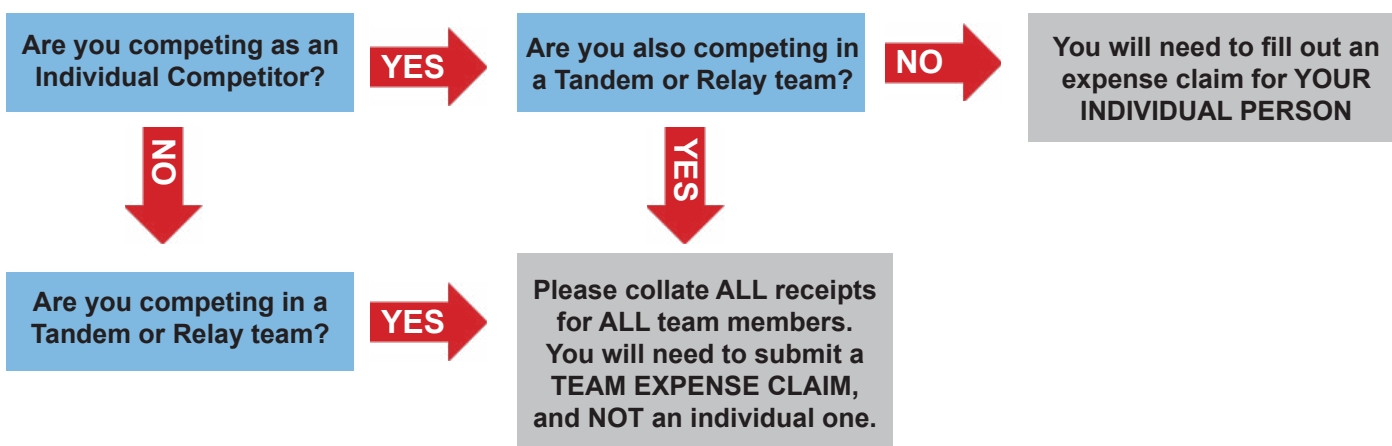 Are you competing as an
Individual Competitor?
YES
Are you also competing in
a Tandem or Relay team?
NO
You will need to fill out an
expense claim for YOUR
INDIVIDUAL PERSON
NO
YES
Are you competing in a
Tandem or Relay team?
YES
Please collate ALL receipts
for ALL team members.
You will need to submit a
TEAM EXPENSE CLAIM,
and NOT an individual one.